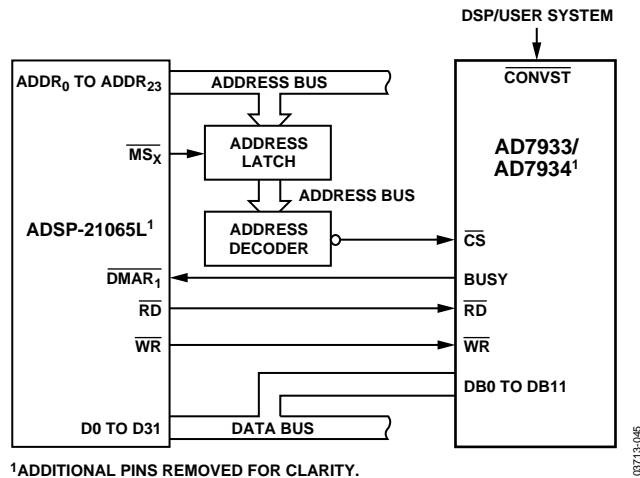 DSP/USER SYSTEM
ADDR0 TO ADDR23
ADDRESS BUS
CONVST
MSX
ADDRESS
LATCH
AD7933/
AD79341
ADDRESS BUS
ADSP-21065L1
ADDRESS
DECODER
CS
DMAR1
BUSY
RD
RD
WR
WR
DB0 TO DB11
D0 TO D31
DATA BUS
1ADDITIONAL PINS REMOVED FOR CLARITY.
03713-045